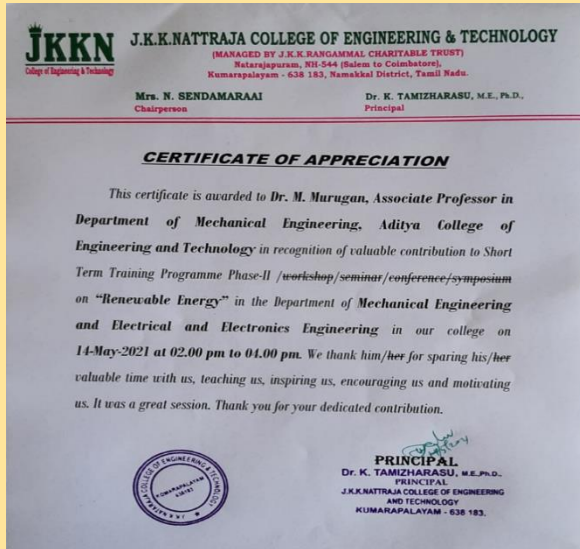 JKKN
College of Engineering & Technology
J.K.K.NATTRAJA COLLEGE OF ENGINEERING & TECHNOLOGY
(MANAGED BY J.K.K.RANGAMMAL CHARITABLE TRUST)
Natarajapuram, NH-544 (Salem to Coimbatore),
Kumarapalayam - 638 183, Namakkal District, Tamil Nadu.
Mrs. N. SENDAMARAAI
Chairperson
Dr. K. TAMIZHARASU, M.E., Ph.D.,
Principal
CERTIFICATE OF APPRECIATION
This certificate is awarded to Dr. M. Murugan, Associate Professor in
Department of Mechanical Engineering, Aditya College of
Engineering and Technology in recognition of valuable contribution to Short
Term Training Programme Phase-II /workshop/seminar/conference/symposium
on “Renewable Energy” in the Department of Mechanical Engineering
and Electrical and Electronics Engineering in our college on
14-May-2021 at 02.00 pm to 04.00 pm. We thank him/her for sparing his/her
valuable time with us, teaching us, inspiring us, encouraging us and motivating
us. It was a great session. Thank you for your dedicated contribution.
J.K.K. NATARAJA COLLEGE OF ENGINEERING & TECHNOLOGY
KUMARAPALAYAM
638183
PRINCIPAL
Dr. K. TAMIZHARASU, M.E.,Ph.D.,
PRINCIPAL
J.K.K.NATTRAJA COLLEGE OF ENGINEERING
AND TECHNOLOGY
KUMARAPALAYAM - 638 183.